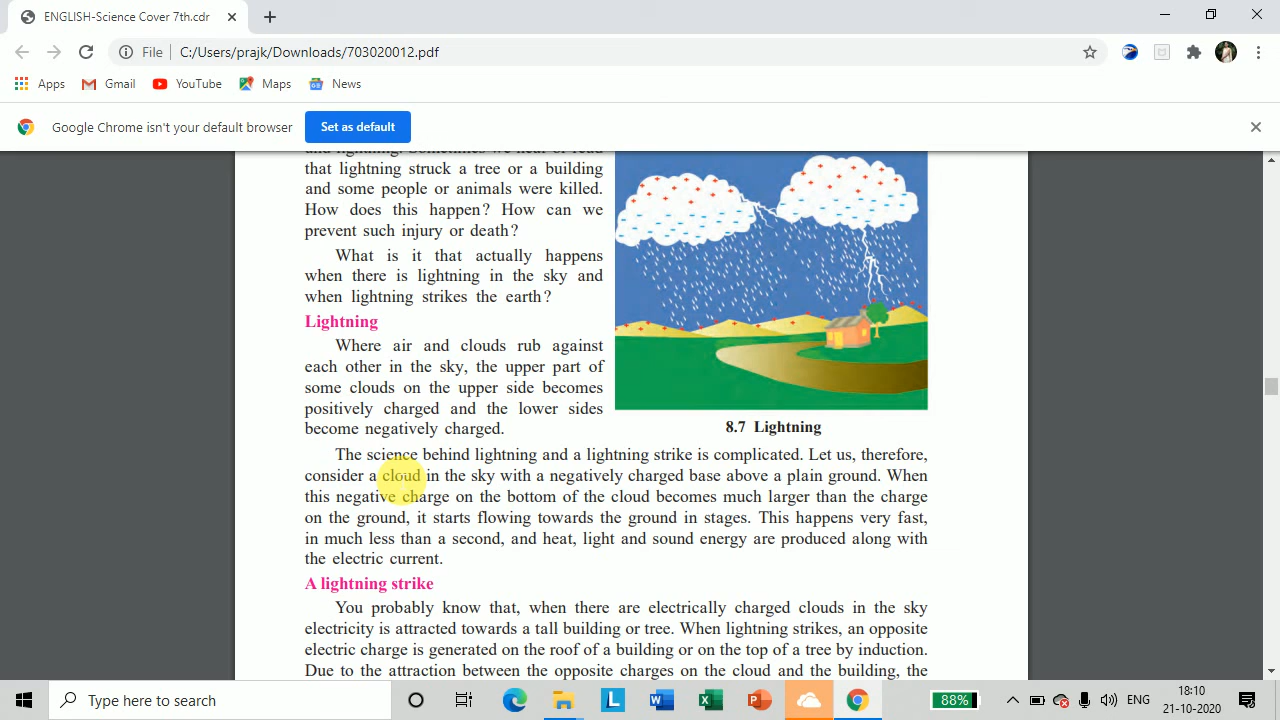 ENGLISH-Science Cover 7th.cdr
File | C:/Users/prajk/Downloads/703020012.pdf
Apps Gmail YouTube Maps News
Google Chrome isn't your default browser Set as default
that lightning struck a tree or a building
and some people or animals were killed.
How does this happen? How can we
prevent such injury or death?
What is it that actually happens
when there is lightning in the sky and
when lightning strikes the earth?
Lightning
Where air and clouds rub against
each other in the sky, the upper part of
some clouds on the upper side becomes
positively charged and the lower sides
become negatively charged.
8.7 Lightning
The science behind lightning and a lightning strike is complicated. Let us, therefore,
consider a cloud in the sky with a negatively charged base above a plain ground. When
this negative charge on the bottom of the cloud becomes much larger than the charge
on the ground, it starts flowing towards the ground in stages. This happens very fast,
in much less than a second, and heat, light and sound energy are produced along with
the electric current.
A lightning strike
You probably know that, when there are electrically charged clouds in the sky
electricity is attracted towards a tall building or tree. When lightning strikes, an opposite
electric charge is generated on the roof of a building or on the top of a tree by induction.
Due to the attraction between the opposite charges on the cloud and the building, the
Type here to search
88%
ENG
18:10
21-10-2020